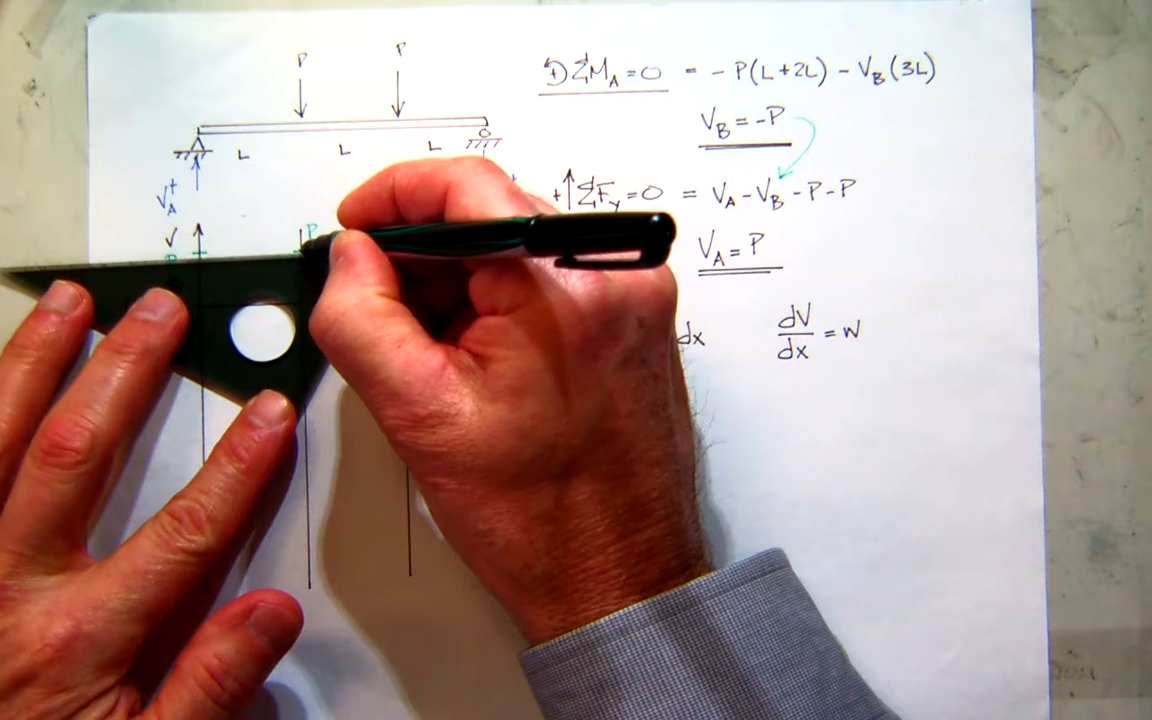 P P
L L L
V_A^+
V
P
↺+ ΣM_A = 0 = - P(L+2L) - V_B(3L)
V_B = -P
+↑ΣF_y = 0 = V_A - V_B - P - P
V_A = P
dx dV/dx = W